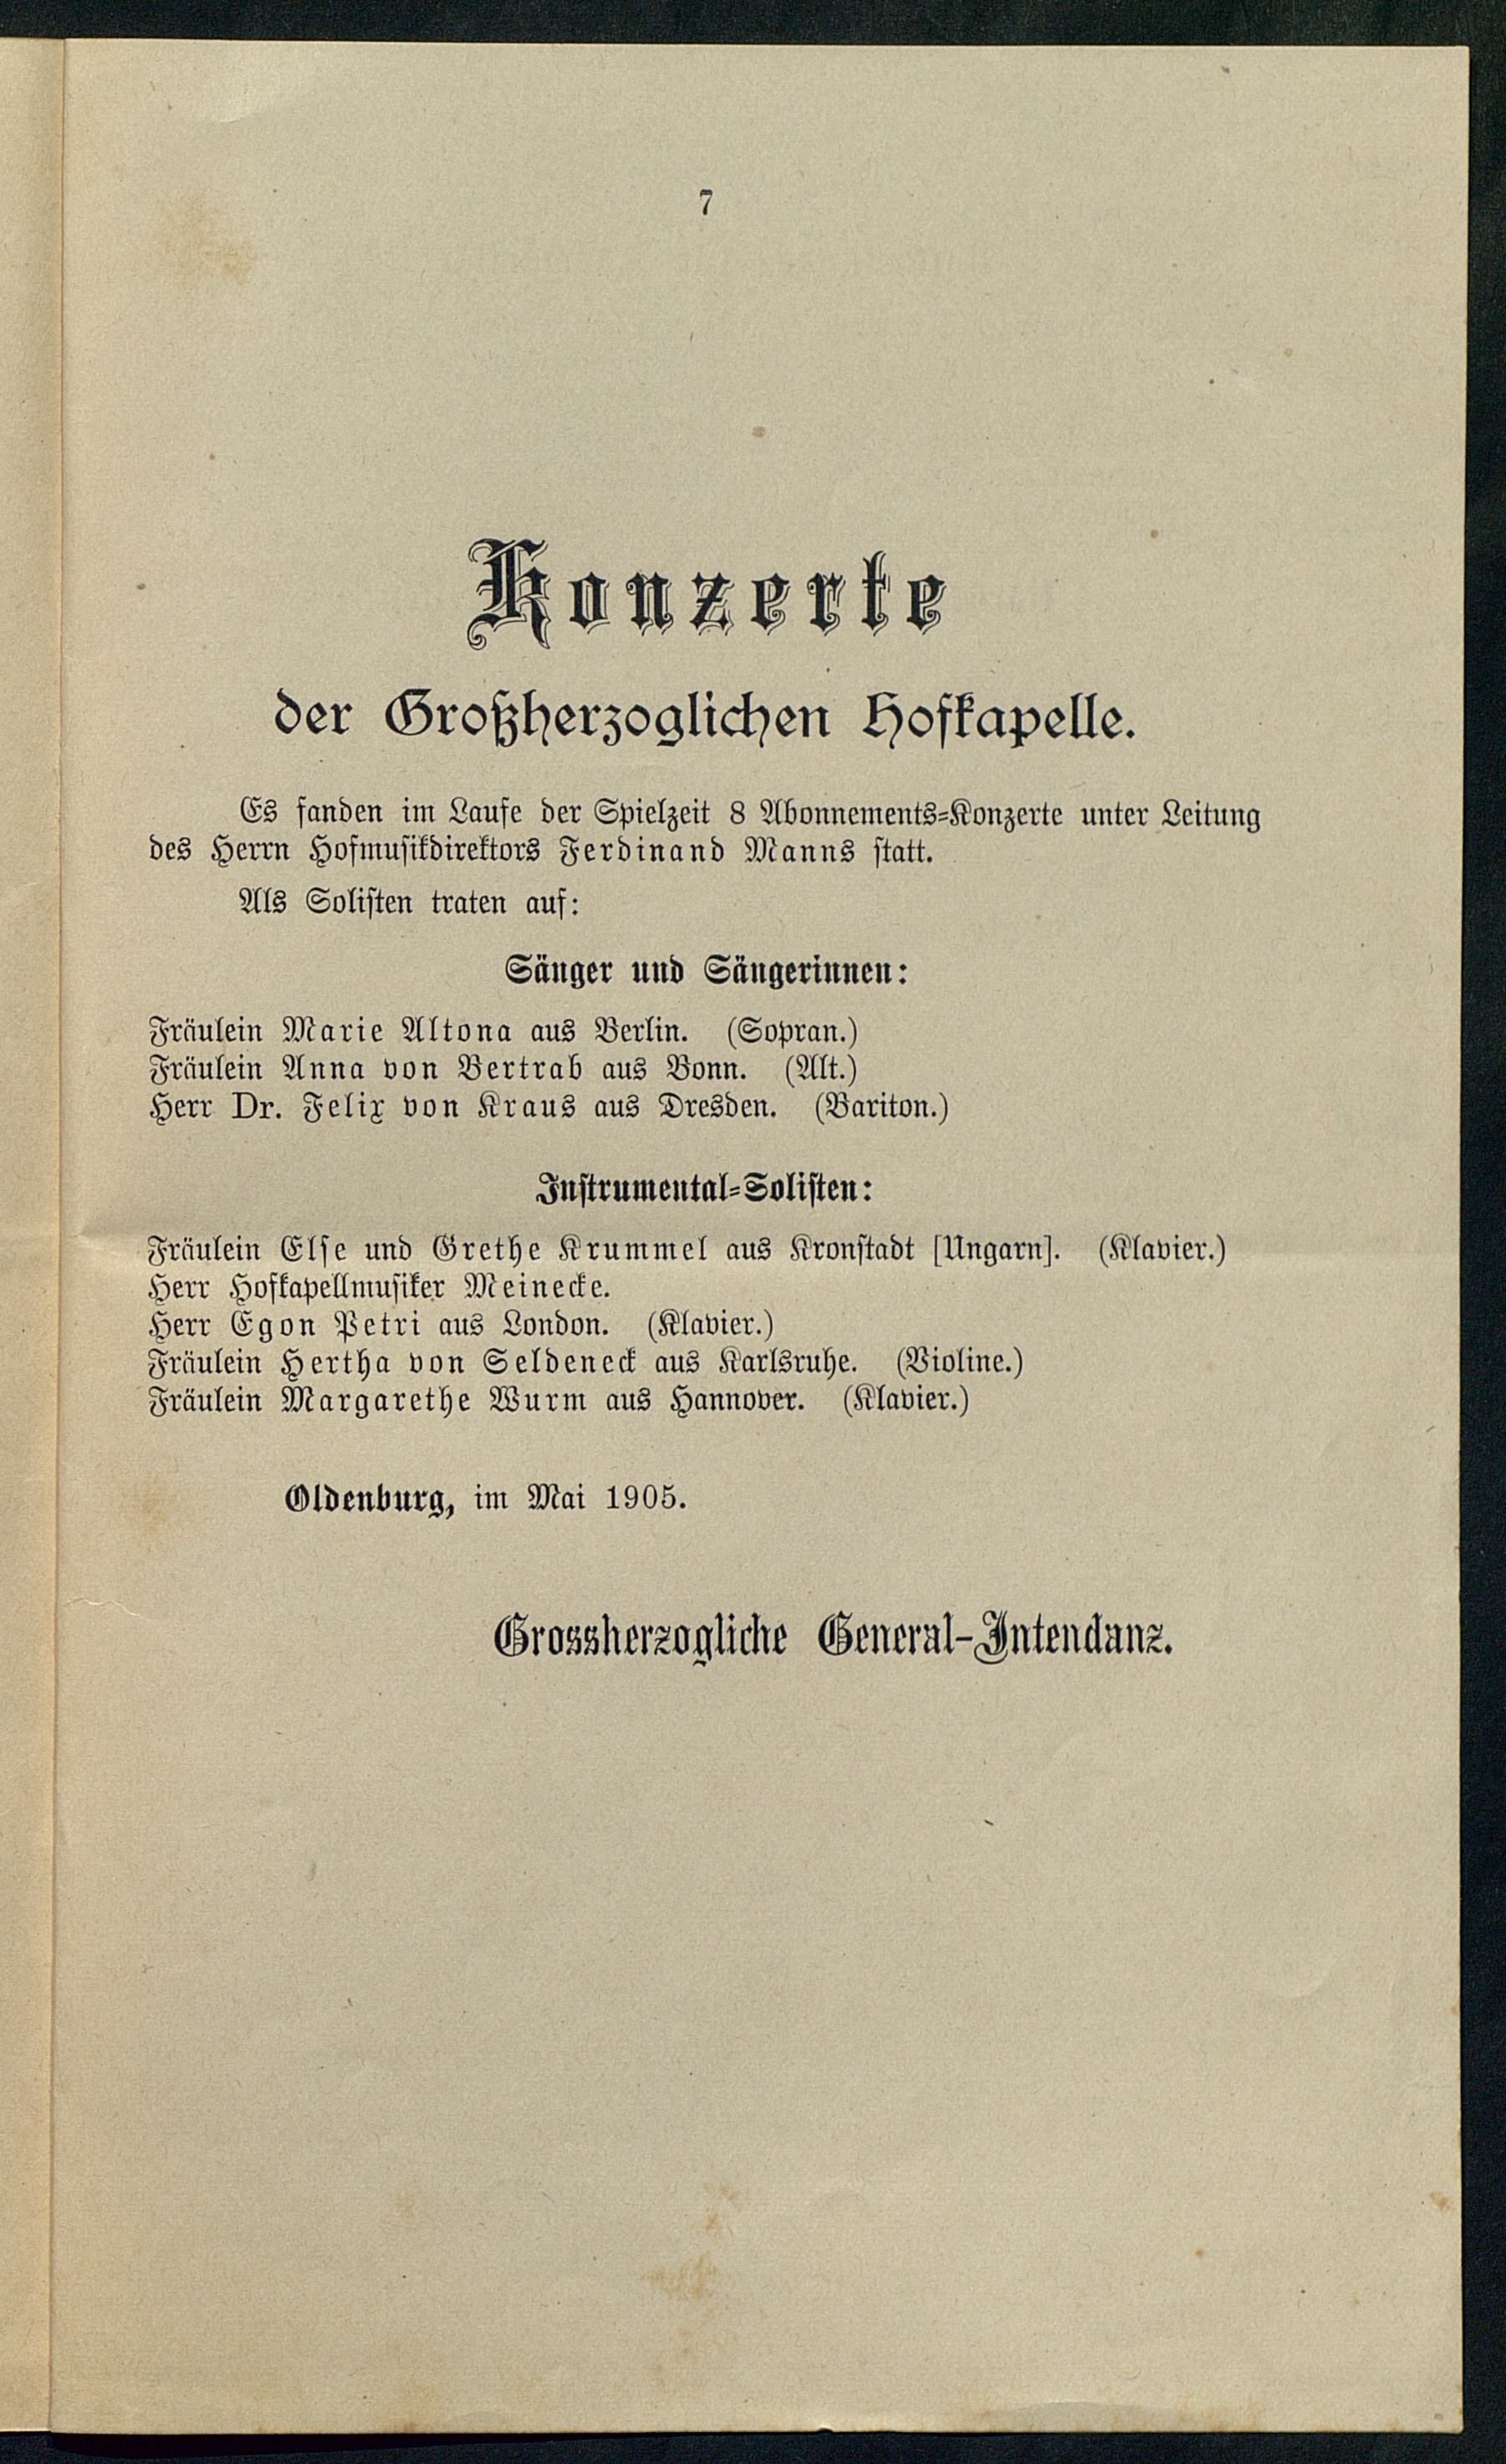 7
Konzerte
der Großherzoglichen Hofkapelle.
Es fanden im Laufe der Spielzeit 8 Abonnements-Konzerte unter Leitung
des Herrn Hofmusikdirektors Ferdinand Manns statt.
Als Solisten traten auf:
Sänger und Sängerinnen:
Fräulein Marie Altona aus Berlin. (Sopran.)
Fräulein Anna von Bertrab aus Bonn. (Alt.)
Herr Dr. Felix von Kraus aus Dresden. (Bariton.)
Instrumental-Solisten:
Fräulein Else und Grethe Krummel aus Kronstadt [Ungarn]. (Klavier.)
Herr Hofkapellmusiker Meinecke.
Herr Egon Petri aus London. (Klavier.)
Fräulein Hertha von Seldeneck aus Karlsruhe. (Violine.)
Fräulein Margarethe Wurm aus Hannover. (Klavier.)
Oldenburg, im Mai 1905.
Grossherzogliche General-Intendanz.